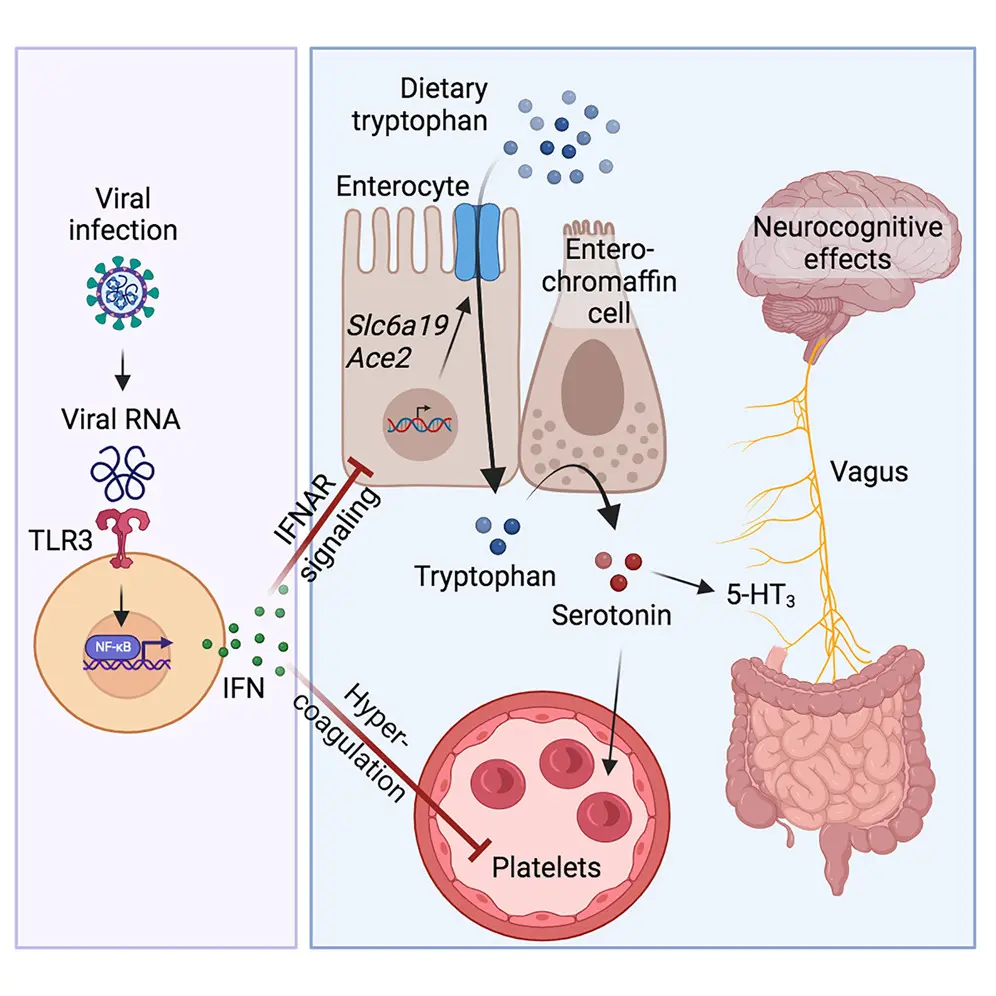 Viral
infection
Viral RNA
TLR3
NF-κB
IFN
Dietary
tryptophan
Enterocyte
Slc6a19
Ace2
Entero-
chromaffin
cell
IFNAR
signaling
Tryptophan
Serotonin
5-HT₃
Hyper-
coagulation
Platelets
Neurocognitive
effects
Vagus